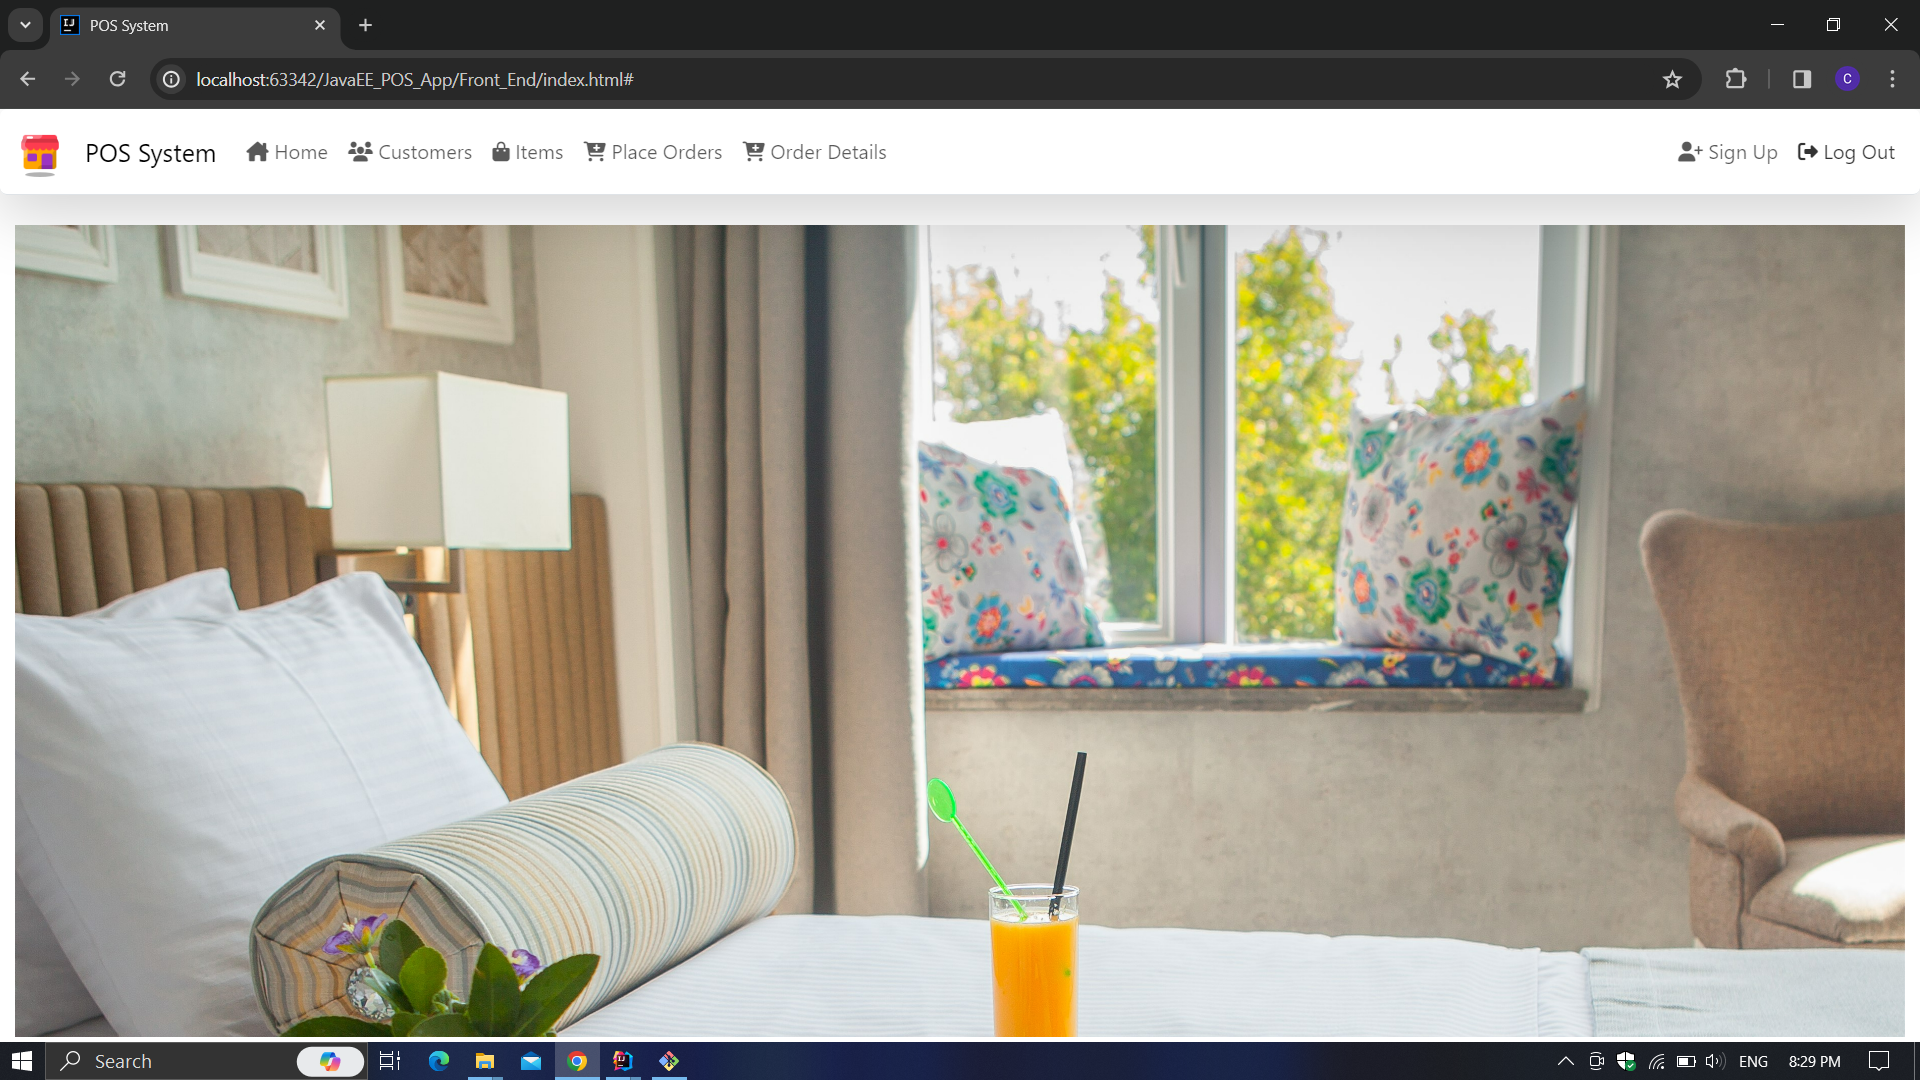 POS System
localhost:63342/JavaEE_POS_App/Front_End/index.html#
C
POS System Home Customers Items Place Orders Order Details Sign Up Log Out
Search ENG 8:29 PM